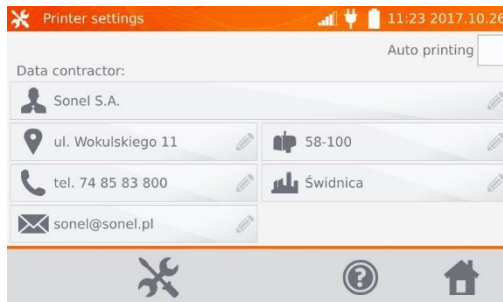 Printer settings
11:23 2017.10.26
Auto printing
Data contractor:
Sonel S.A.
ul. Wokulskiego 11
58-100
tel. 74 85 83 800
Świdnica
sonel@sonel.pl